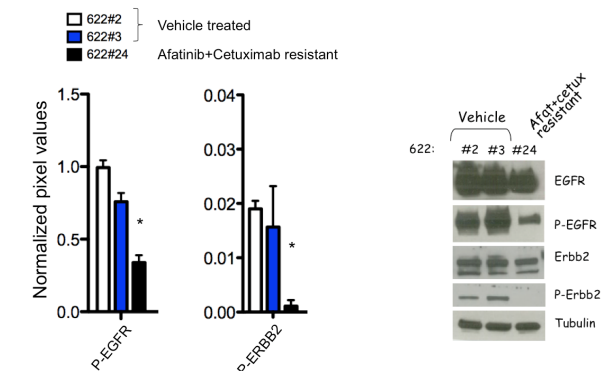 622#2
622#3
Vehicle treated
622#24
Afatinib+Cetuximab resistant
Normalized pixel values
1.5
1.0
0.5
0.0
*
P-EGFR
0.04
0.03
0.02
0.01
0.00
*
P-ERBB2
Vehicle
Afat+cetux
resistant
622: #2 #3 #24
EGFR
P-EGFR
Erbb2
P-Erbb2
Tubulin